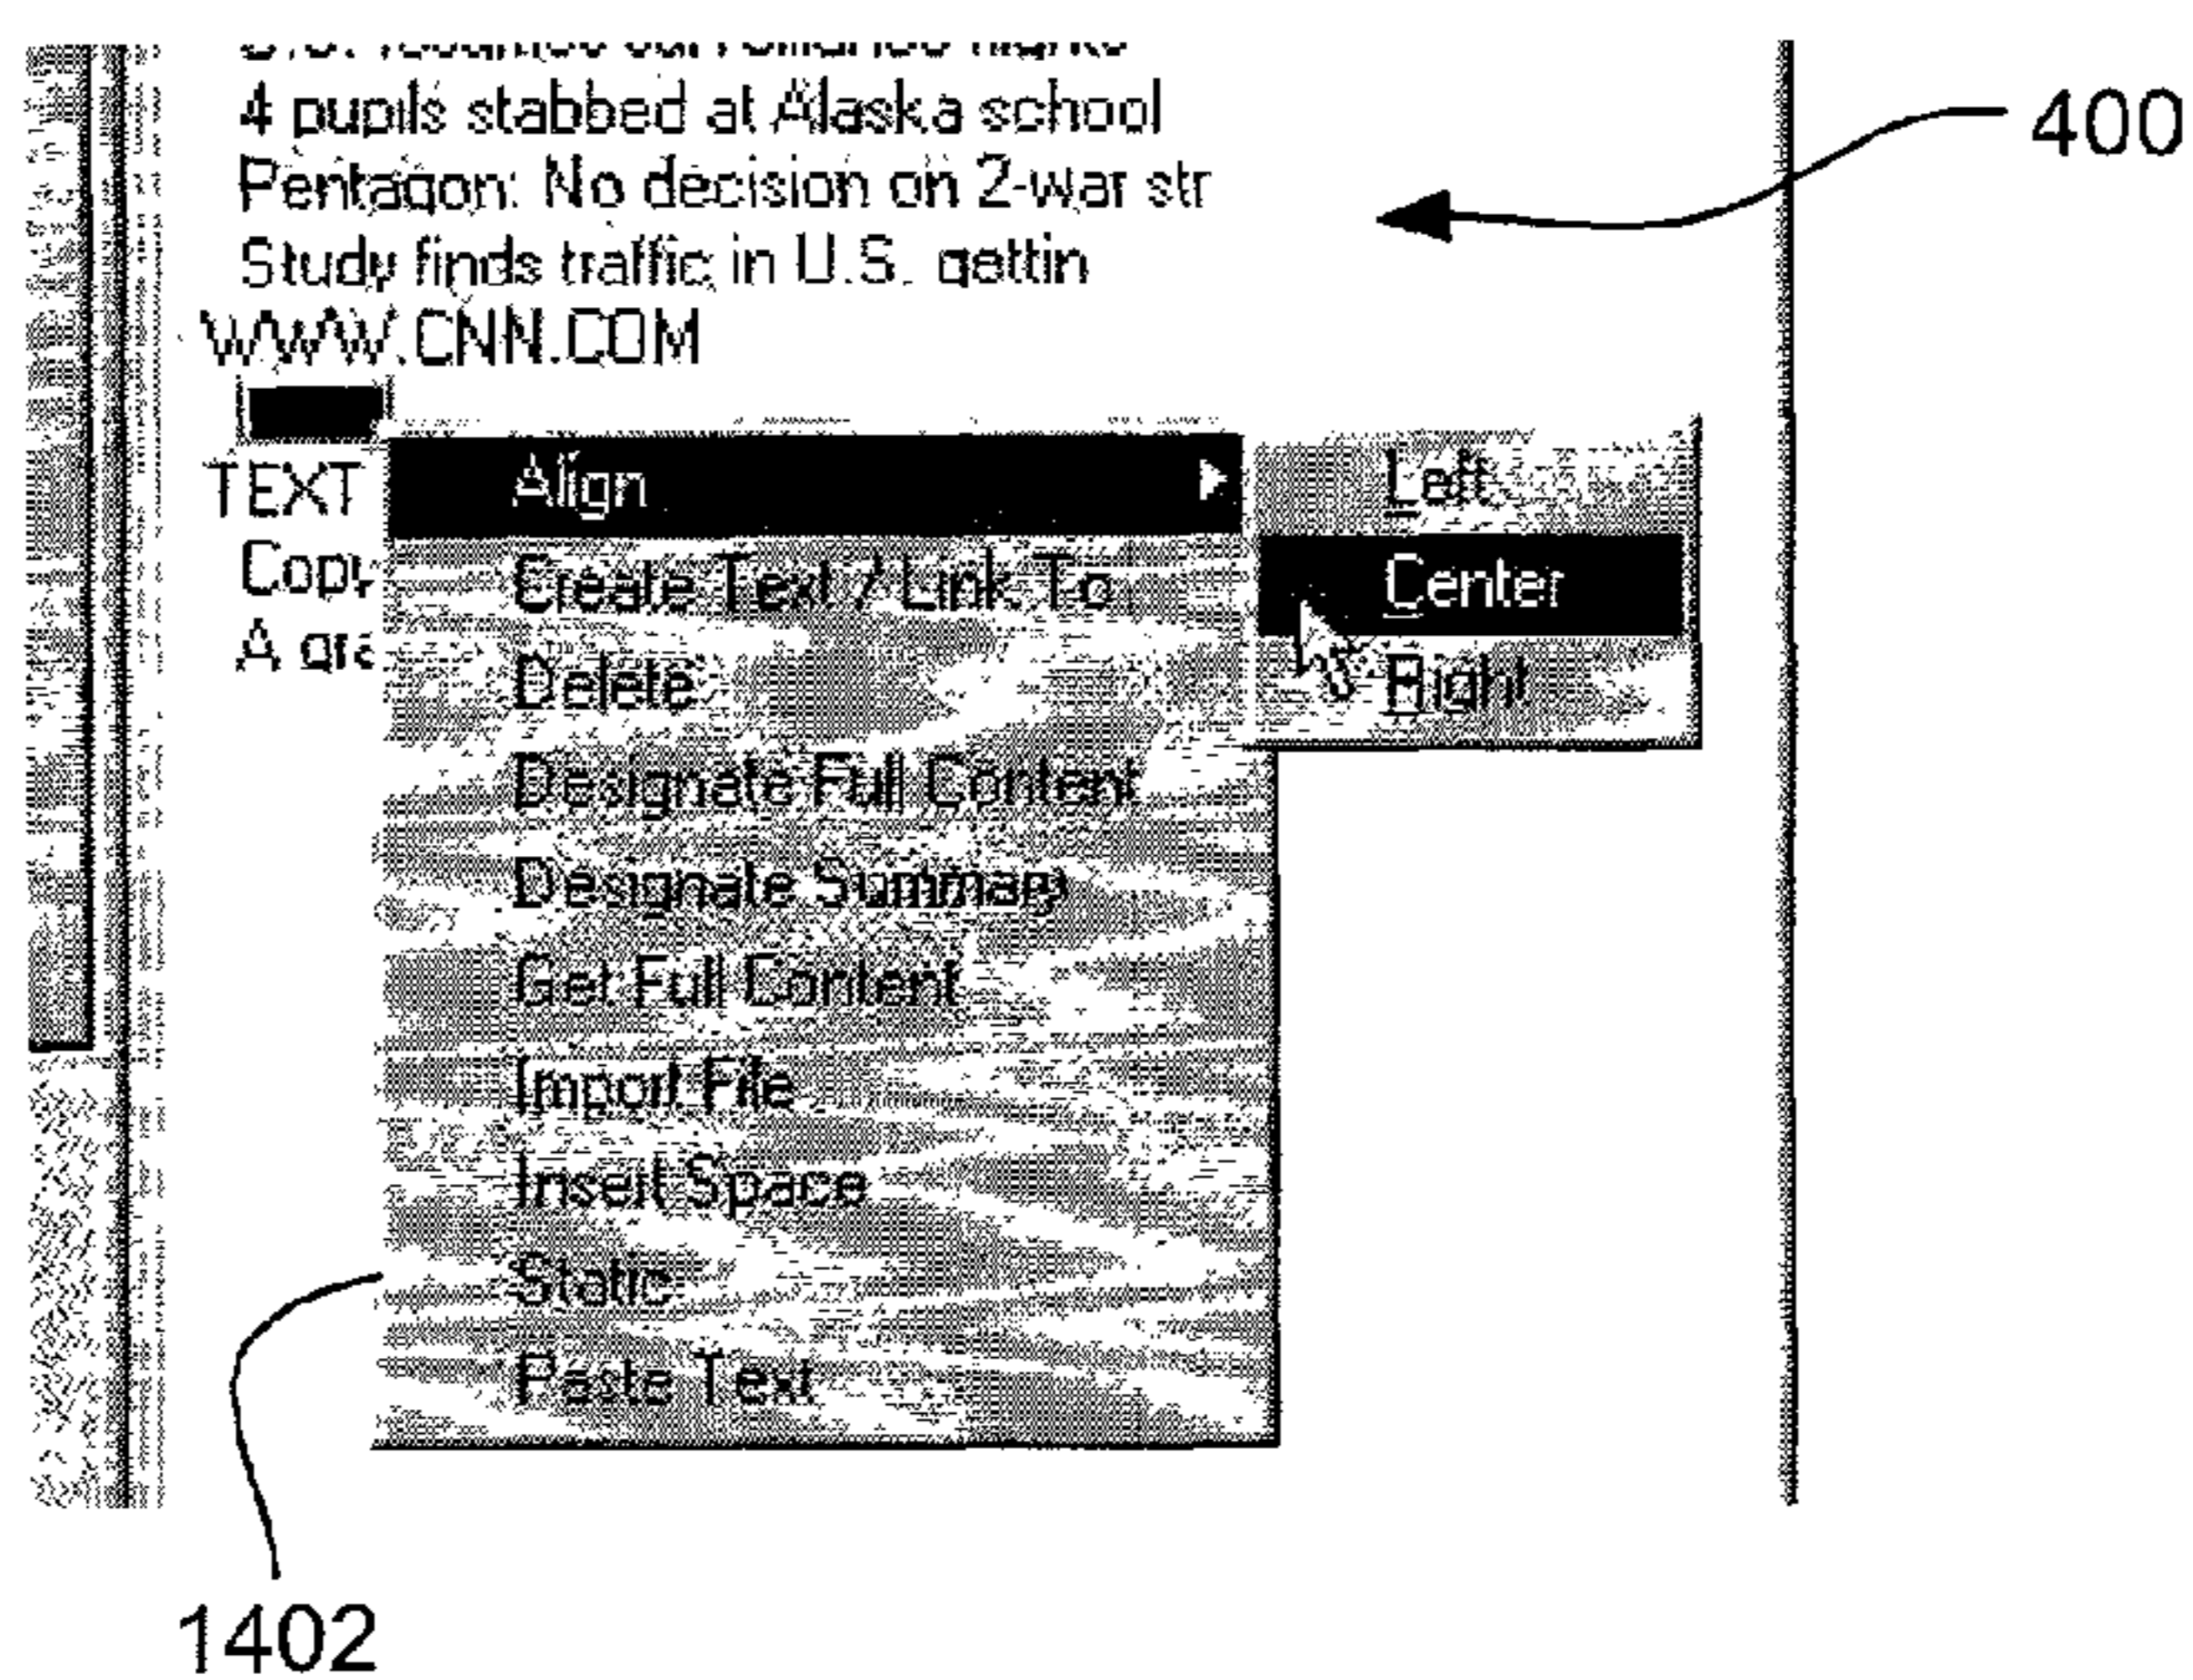 4 pupils stabbed at Alaska school
400
Pentagon: No decision on 2-war str
Study finds traffic in U.S. gettin
WWW.CNN.COM
TEXT
Align
Left
Copy
Create Text / Link To
Center
A gra
Delete
Right
Designate Full Content
Designate Summary
Get Full Content
Import File
Insert Space
Static
Paste Text
1402